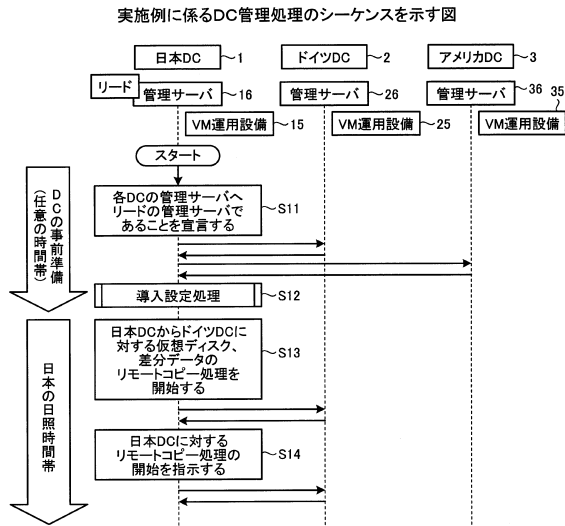 実施例に係るDC管理処理のシーケンスを示す図
日本DC
1
ドイツDC
2
アメリカDC
3
リード
管理サーバ
16
管理サーバ
26
管理サーバ
36
35
VM運用設備
15
VM運用設備
25
VM運用設備
スタート
DCの事前準備
(任意の時間帯)
各DCの管理サーバへ
リードの管理サーバで
あることを宣言する
S11
導入設定処理
S12
日本の日照時間帯
日本DCからドイツDCに
対する仮想ディスク、
差分データの
リモートコピー処理を
開始する
S13
日本DCに対する
リモートコピー処理の
開始を指示する
S14